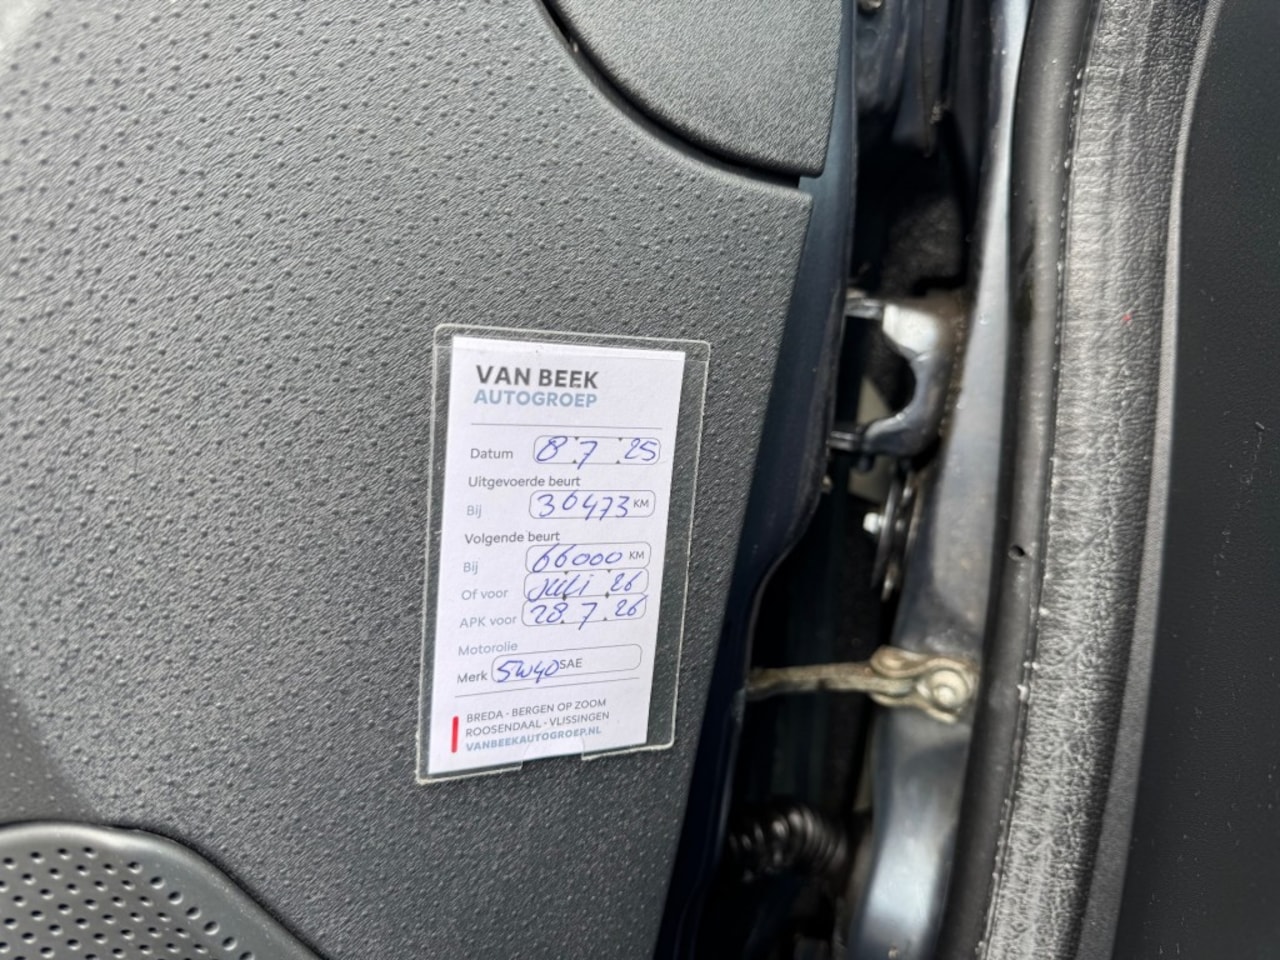 VAN BEEK
AUTOGROEP
Datum 8.7.25
Uitgevoerde beurt
Bij 36473 KM
Volgende beurt
Bij 66000 KM
Of voor Juli 26
APK voor 28.7.26
Motorolie
Merk 5W40 SAE
BREDA - BERGEN OP ZOOM
ROOSENDAAL - VLISSINGEN
VANBEEKAUTOGROEP.NL